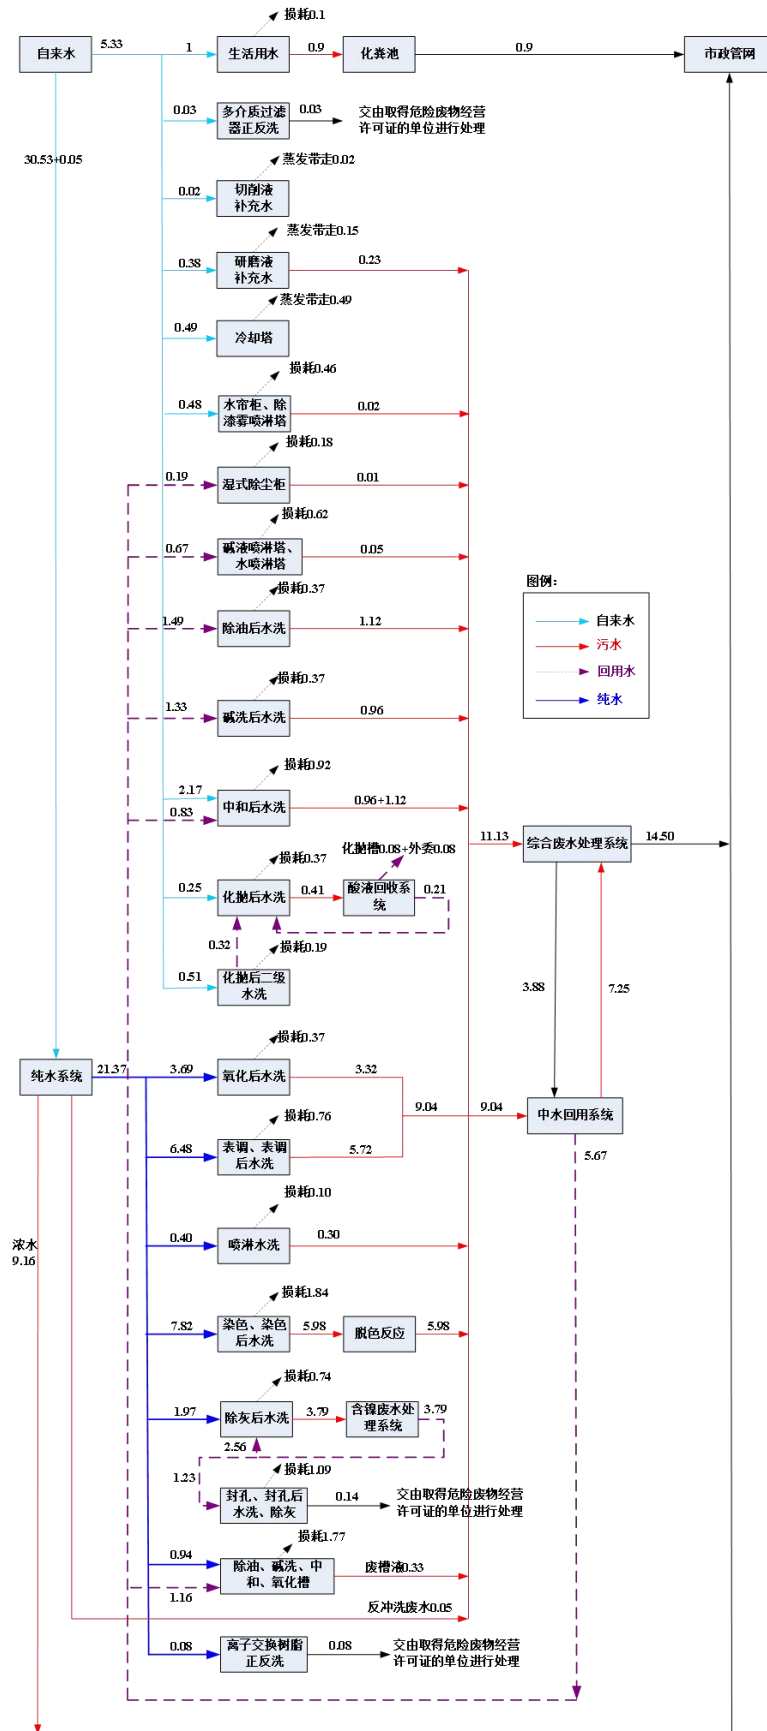 损耗0.1
自来水
5.33
1
生活用水
0.9
化粪池
0.9
市政管网
0.03
多介质过滤
器正反洗
0.03
交由取得危险废物经营
许可证的单位进行处理
30.53+0.05
蒸发带走0.02
0.02
切削液
补充水
蒸发带走0.15
0.38
研磨液
补充水
0.23
蒸发带走0.49
0.49
冷却塔
损耗0.46
0.48
水帘柜、除
漆雾喷淋塔
0.02
损耗0.18
0.19
湿式除尘柜
0.01
损耗0.62
0.67
碱液喷淋塔、
水喷淋塔
0.05
损耗0.37
1.49
除油后水洗
1.12
图例：
自来水
污水
回用水
纯水
损耗0.37
1.33
碱洗后水洗
0.96
损耗0.92
2.17
0.83
中和后水洗
0.96+1.12
11.13
综合废水处理系统
14.50
损耗0.37
化抛槽0.08+外委0.08
0.25
化抛后水洗
0.41
酸液回收系
统
0.21
0.32
损耗0.19
0.51
化抛后二级
水洗
3.88
7.25
损耗0.37
纯水系统
21.37
3.69
氧化后水洗
3.32
9.04
9.04
中水回用系统
损耗0.76
6.48
表调、表调
后水洗
5.72
5.67
损耗0.10
0.40
喷淋水洗
0.30
浓水
9.16
损耗1.84
7.82
染色、染色
后水洗
5.98
脱色反应
5.98
损耗0.74
1.97
除灰后水洗
3.79
含镍废水处
理系统
3.79
2.56
1.23
损耗1.09
封孔、封孔后
水洗、除灰
0.14
交由取得危险废物经营
许可证的单位进行处理
损耗1.77
0.94
除油、碱洗、中
和、氧化槽
废槽液0.33
1.16
反冲洗废水0.05
0.08
离子交换树脂
正反洗
0.08
交由取得危险废物经营
许可证的单位进行处理